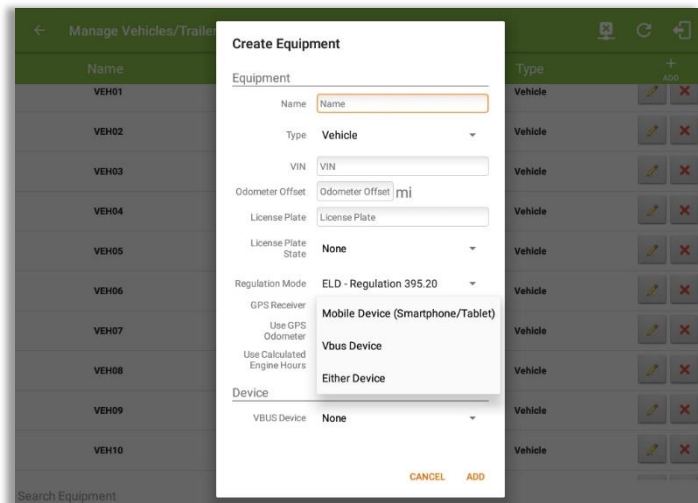 Manage Vehicles/Trailer
Create Equipment
Name
Type
ADD
Equipment
VEH01
Vehicle
Name
Name
VEH02
Type
Vehicle
Vehicle
VEH03
VIN
VIN
Vehicle
Odometer Offset
Odometer Offset
mi
VEH04
License Plate
License Plate
Vehicle
VEH05
License Plate
State
None
Vehicle
VEH06
Regulation Mode
ELD - Regulation 395.20
Vehicle
GPS Receiver
Mobile Device (Smartphone/Tablet)
VEH07
Use GPS
Odometer
Vbus Device
Vehicle
VEH08
Use Calculated
Engine Hours
Either Device
Vehicle
Device
VEH09
VBUS Device
None
Vehicle
VEH10
Vehicle
CANCEL
ADD
Search Equipment